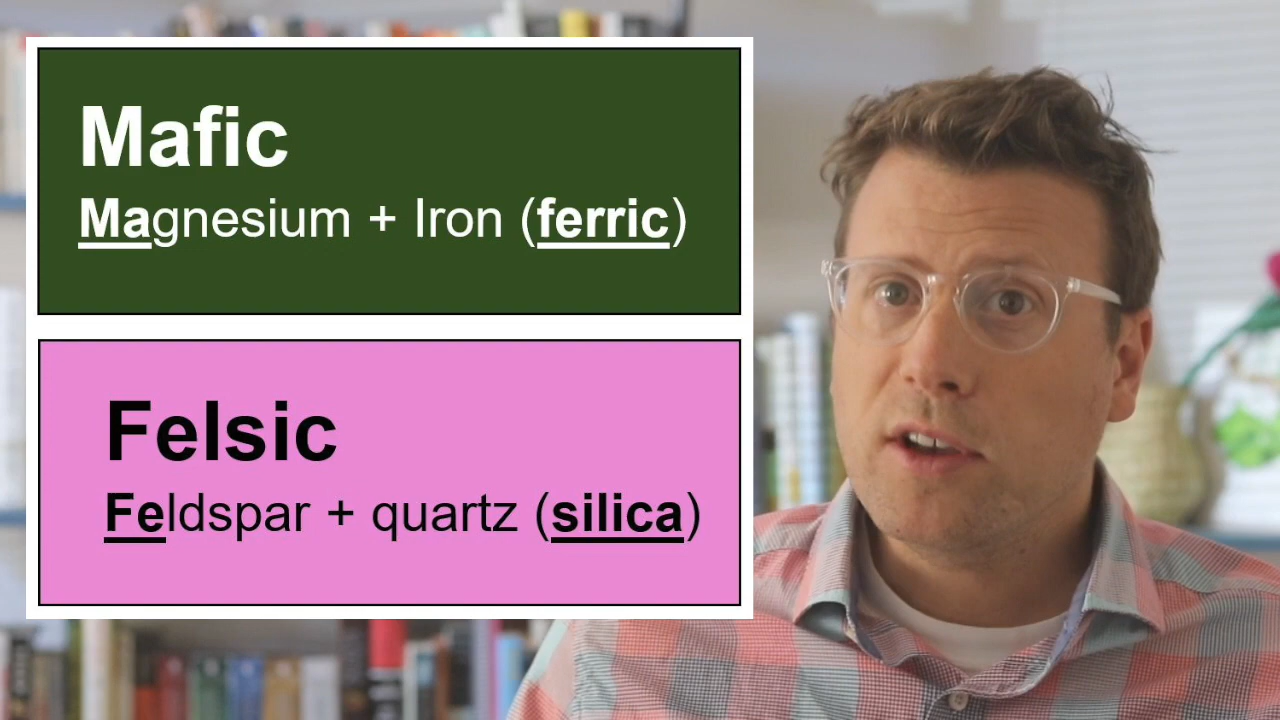 Mafic
Magnesium + Iron (ferric)
Felsic
Feldspar + quartz (silica)